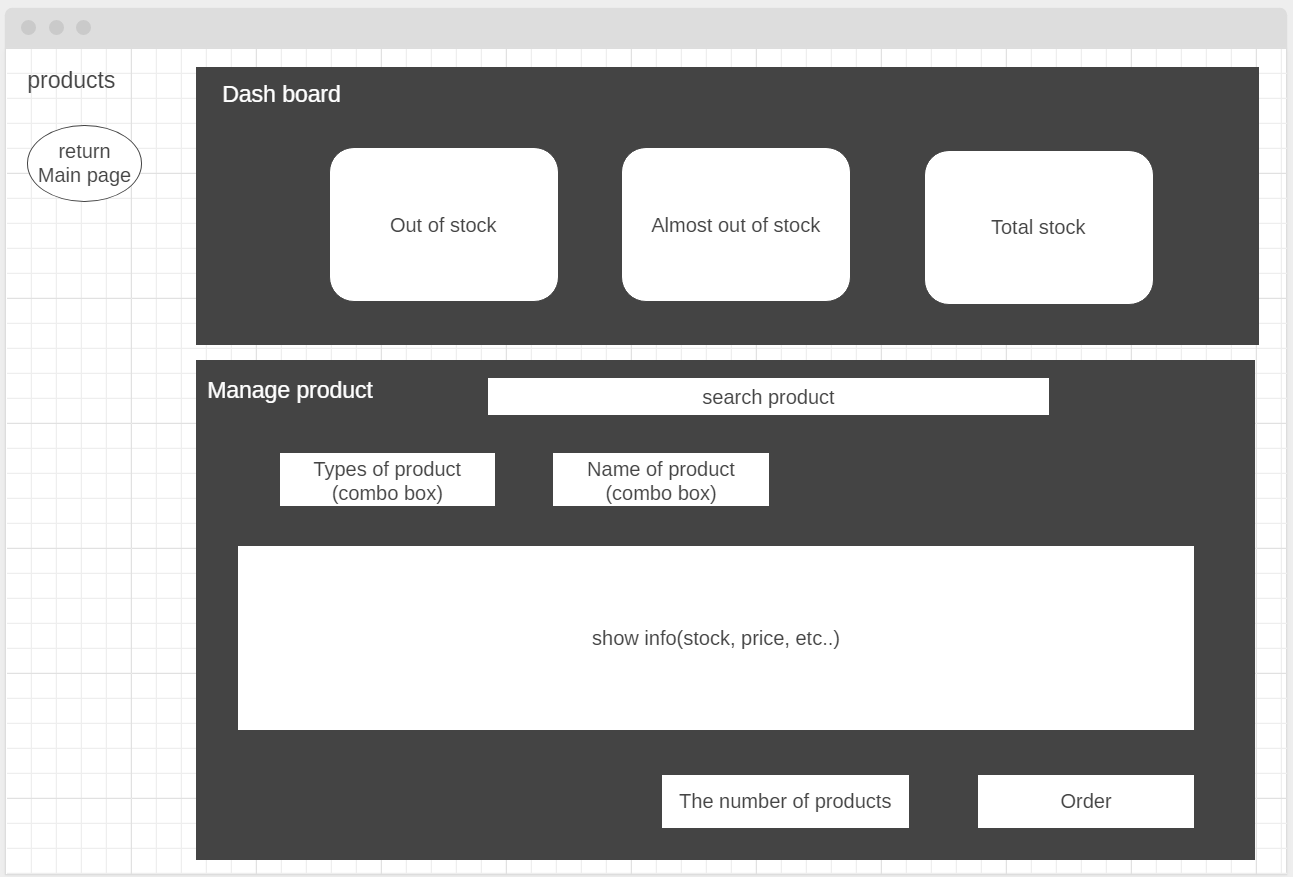 products
return
Main page
Dash board
Out of stock
Almost out of stock
Total stock
Manage product
search product
Types of product
(combo box)
Name of product
(combo box)
show info(stock, price, etc..)
The number of products
Order